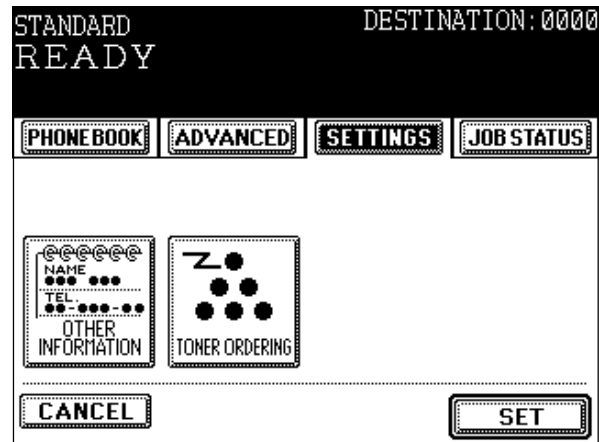 STANDARD DESTINATION:0000
READY
PHONE BOOK ADVANCED SETTINGS JOB STATUS
NAME
TEL.
OTHER
INFORMATION
TONER ORDERING
CANCEL SET